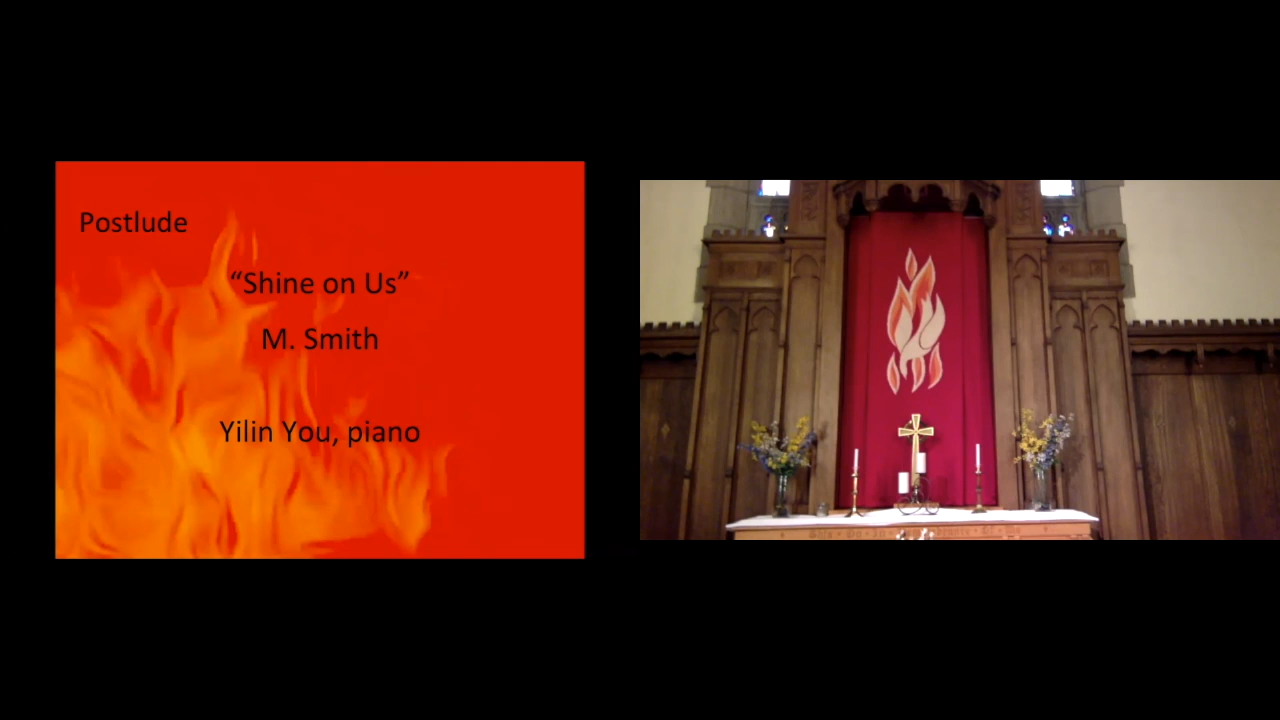 Postlude
“Shine on Us”
M. Smith
Yilin You, piano